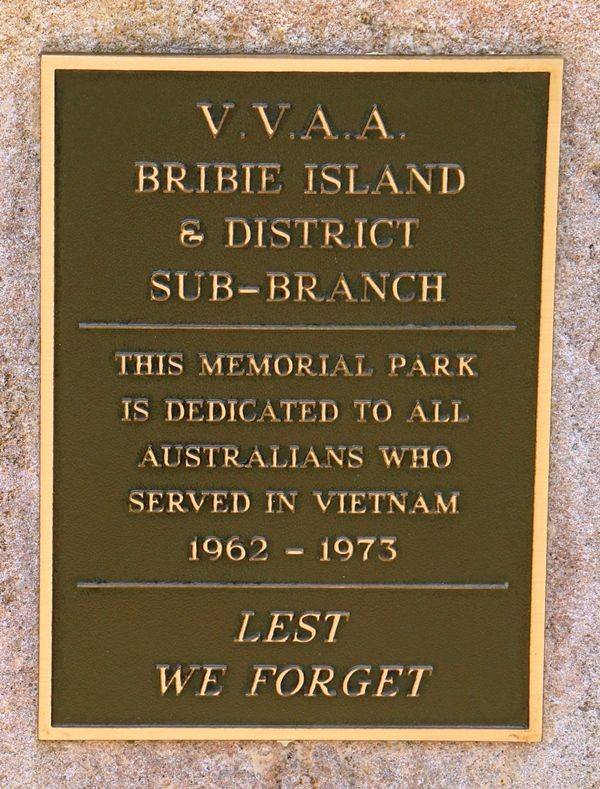 V.V.A.A.
BRIBIE ISLAND
& DISTRICT
SUB-BRANCH
THIS MEMORIAL PARK
IS DEDICATED TO ALL
AUSTRALIANS WHO
SERVED IN VIETNAM
1962 - 1973
LEST
WE FORGET